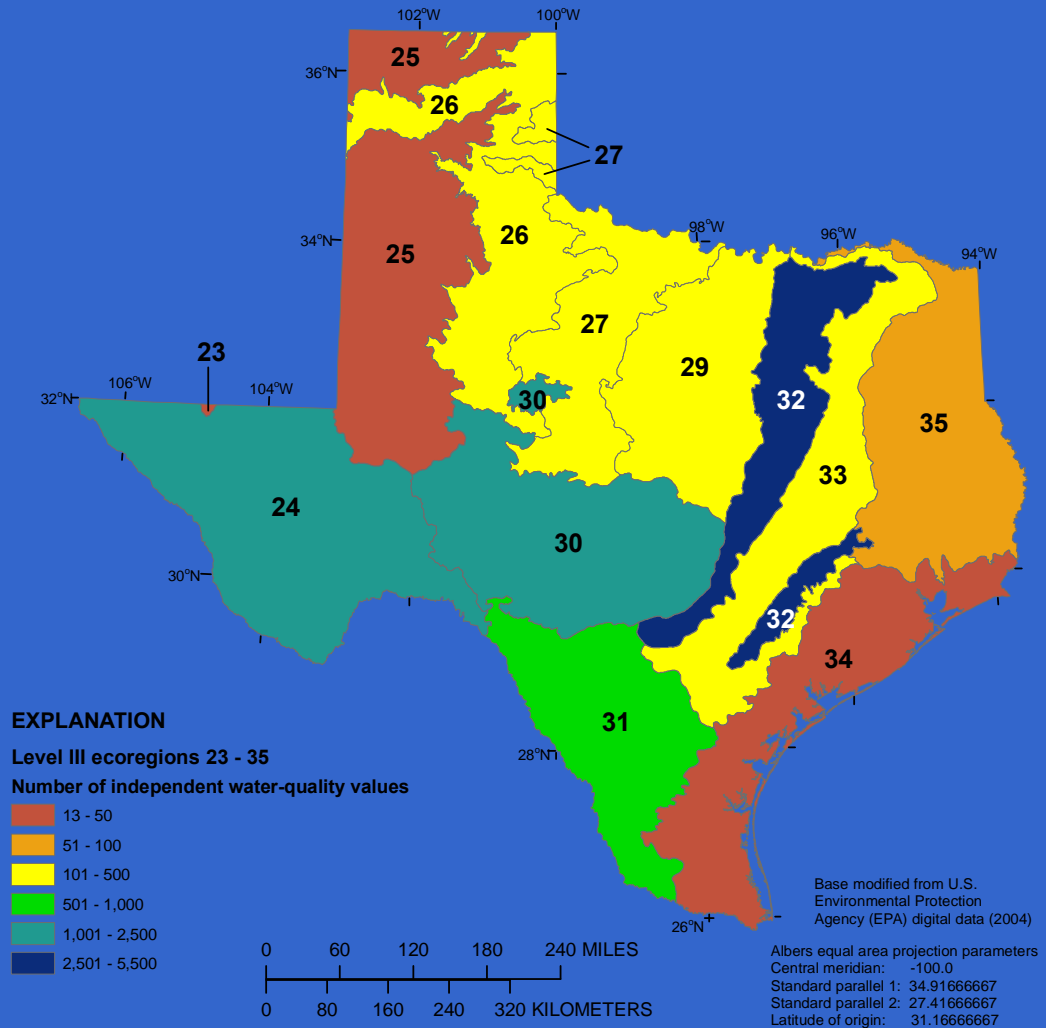 102°W
100°W
36°N
25
26
27
34°N
26
98°W
96°W
94°W
25
27
23
29
106°W
104°W
32°N
30
32
35
33
24
30
30°N
32
34
31
EXPLANATION
Level III ecoregions 23 - 35
28°N
Number of independent water-quality values
13 - 50
51 - 100
101 - 500
501 - 1,000
1,001 - 2,500
2,501 - 5,500
26°N
Base modified from U.S.
Environmental Protection
Agency (EPA) digital data (2004)
0 60 120 180 240 MILES
0 80 160 240 320 KILOMETERS
Albers equal area projection parameters
Central meridian: -100.0
Standard parallel 1: 34.91666667
Standard parallel 2: 27.41666667
Latitude of origin: 31.16666667